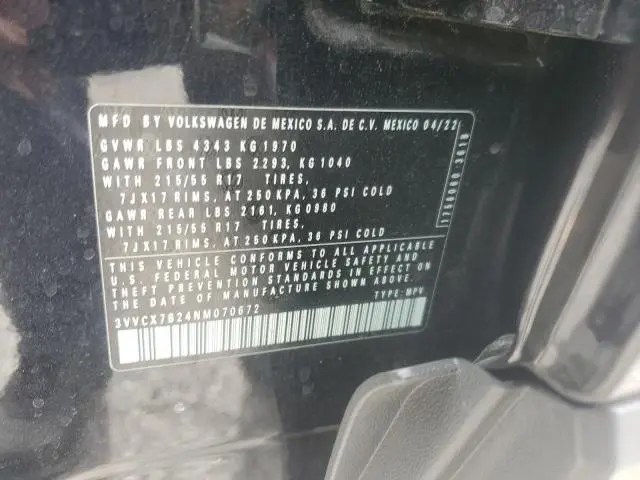 MFD BY VOLKSWAGEN DE MEXICO S.A. DE C.V. MEXICO 04/22
GVWR LBS 4343 KG 1970
GAWR FRONT LBS 2293, KG 1040
WITH 215/55 R17 TIRES,
7JX17 RIMS, AT 250 KPA, 36 PSI COLD
GAWR REAR LBS 2161, KG 0980
WITH 215/55 R17 TIRES,
7JX17 RIMS, AT 250 KPA, 36 PSI COLD
THIS VEHICLE CONFORMS TO ALL APPLICABLE
U.S. FEDERAL MOTOR VEHICLE SAFETY AND
THEFT PREVENTION STANDARDS IN EFFECT ON
DATE OF MANUFACTURE SHOWN ABOVE.
TYPE: MPV
3VVCX7B24NM070672